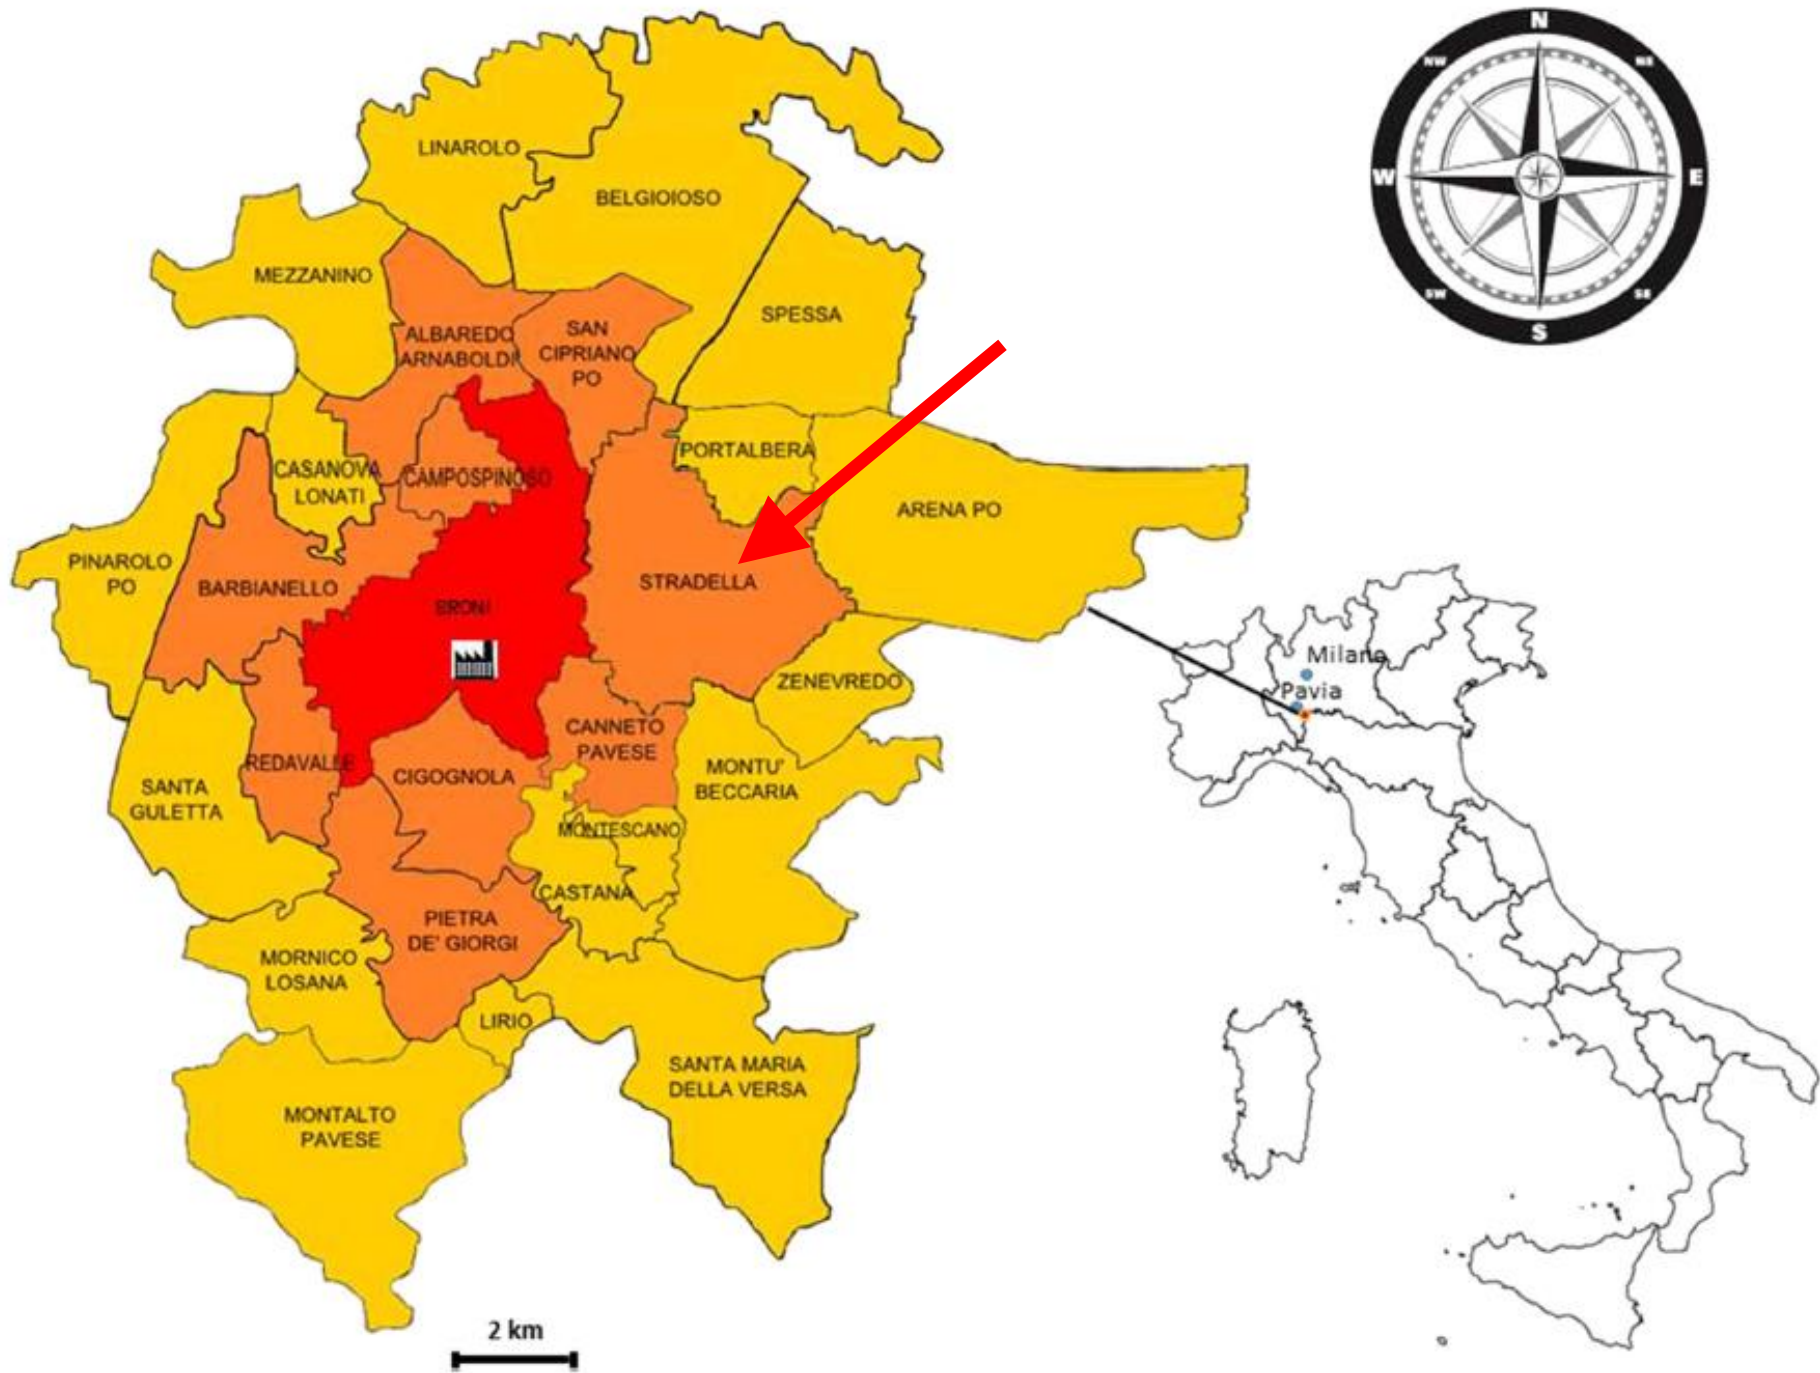 LINAROLO
BELGIOIOSO
MEZZANINO
SPESSA
ALBAREDO
ARNABOLDI
SAN
CIPRIANO
PO
PORTALBERA
CASANOVA
LONATI
CAMPOSPINOSO
ARENA PO
PINAROLO
PO
BARBIANELLO
STRADELLA
BRONI
ZENEVREDO
CANNETO
PAVESE
REDAVALLE
CIGOGNOLA
MONTU'
BECCARIA
SANTA
GULETTA
MONTESCANO
CASTANA
PIETRA
DE' GIORGI
MORNICO
LOSANA
LIRIO
SANTA MARIA
DELLA VERSA
MONTALTO
PAVESE
2 km
N
NW
NE
W
E
SW
SE
S
Milano
Pavia